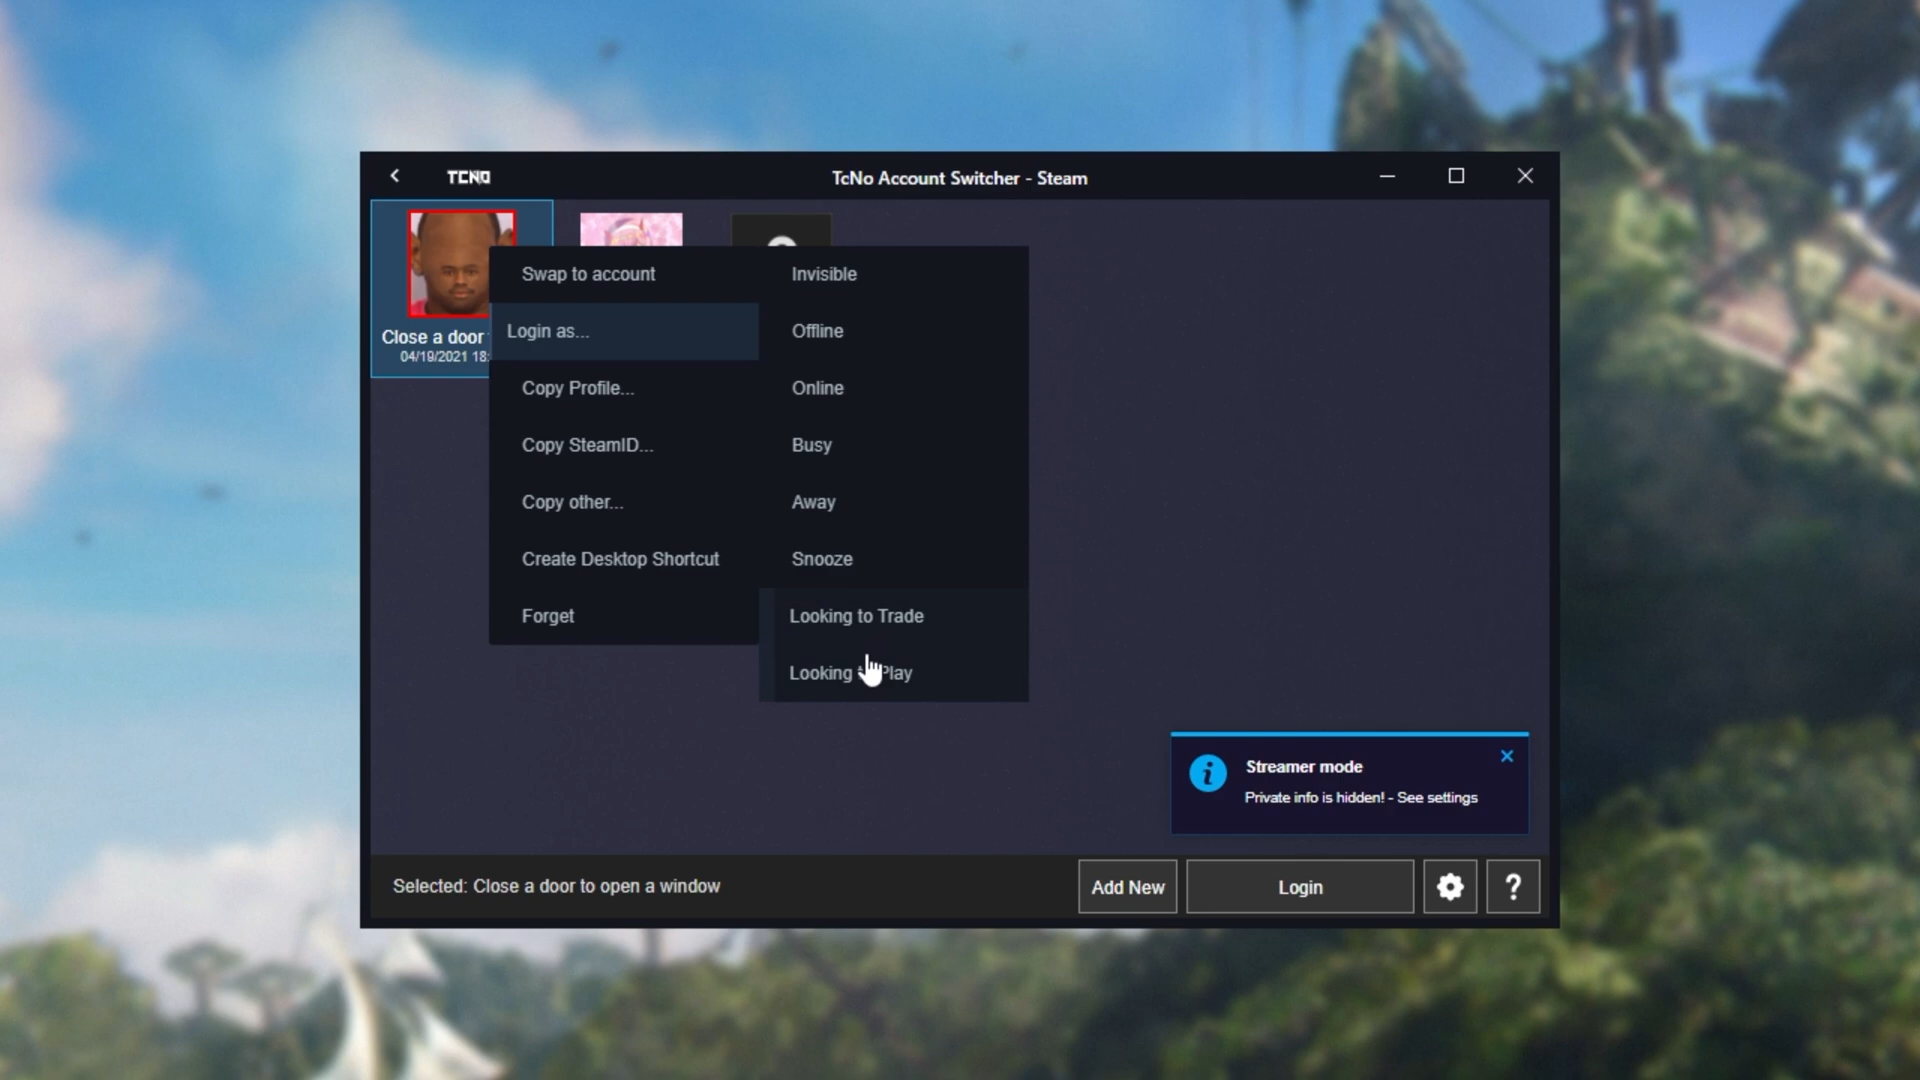 TCNO
TcNo Account Switcher - Steam
Close a door
04/19/2021 18:
Swap to account
Login as...
Copy Profile...
Copy SteamID...
Copy other...
Create Desktop Shortcut
Forget
Invisible
Offline
Online
Busy
Away
Snooze
Looking to Trade
Looking Play
Streamer mode
Private info is hidden! - See settings
Selected: Close a door to open a window
Add New
Login
?